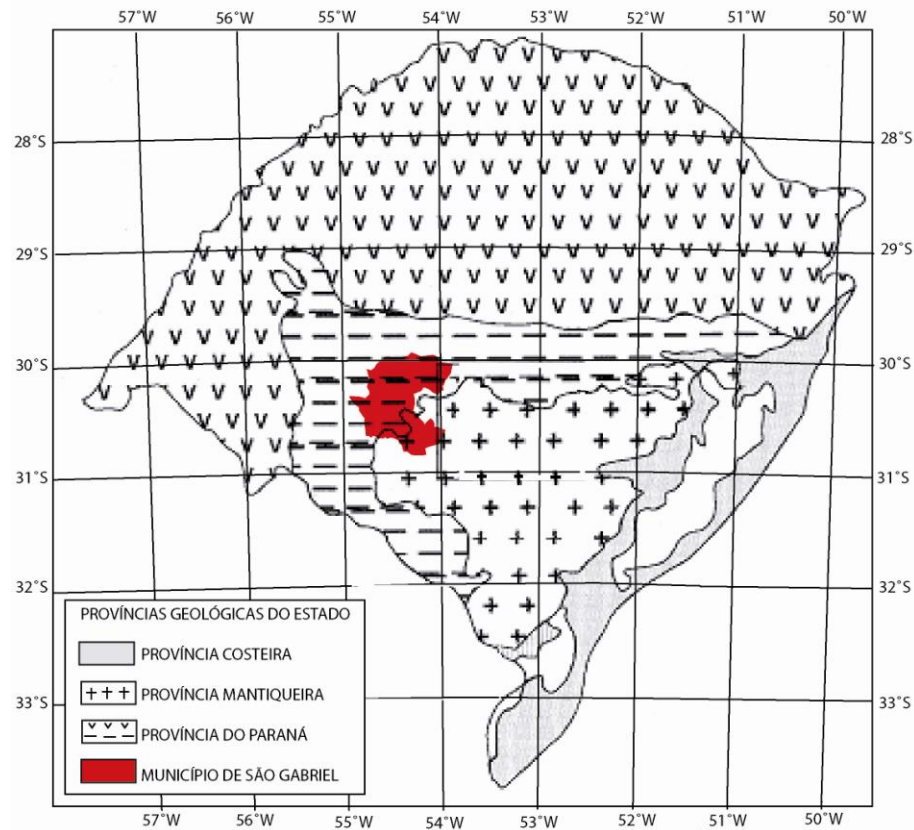 57°W 56°W 55°W 54°W 53°W 52°W 51°W 50°W
28°S 28°S
29°S 29°S
30°S 30°S
31°S 31°S
32°S 32°S
PROVÍNCIAS GEOLÓGICAS DO ESTADO
PROVÍNCIA COSTEIRA
PROVÍNCIA MANTIQUEIRA
PROVÍNCIA DO PARANÁ
MUNICÍPIO DE SÃO GABRIEL
33°S 33°S
57°W 56°W 55°W 54°W 53°W 52°W 51°W 50°W